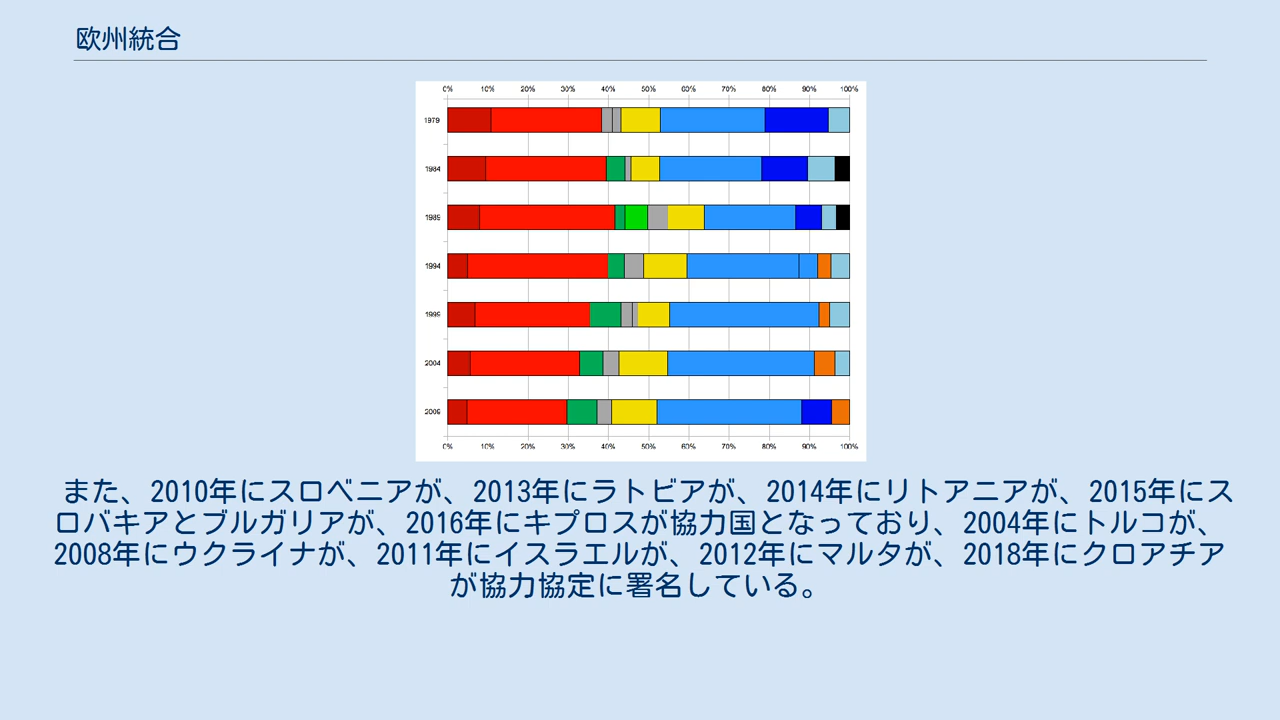 欧州統合
0% 10% 20% 30% 40% 50% 60% 70% 80% 90% 100%
1979
1984
1989
1994
1999
2004
2009
0% 10% 20% 30% 40% 50% 60% 70% 80% 90% 100%
また、2010年にスロベニアが、2013年にラトビアが、2014年にリトアニアが、2015年にス
ロバキアとブルガリアが、2016年にキプロスが協力国となっており、2004年にトルコが、
2008年にウクライナが、2011年にイスラエルが、2012年にマルタが、2018年にクロアチア
が協力協定に署名している。